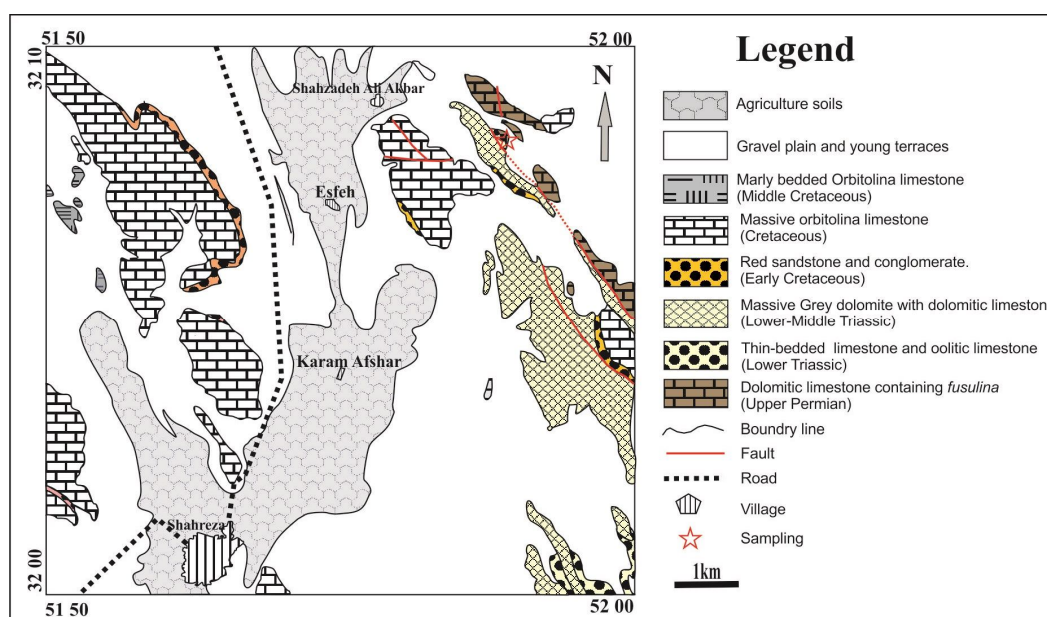 51 50
52 00
32 10
Shahzadeh Ali Akbar
N
Esfeh
Karam Afshar
Shahreza
32 00
51 50
52 00
Legend
Agriculture soils
Gravel plain and young terraces
Marly bedded Orbitolina limestone
(Middle Cretaceous)
Massive orbitolina limestone
(Cretaceous)
Red sandstone and conglomerate.
(Early Cretaceous)
Massive Grey dolomite with dolomitic limeston
(Lower-Middle Triassic)
Thin-bedded limestone and oolitic limestone
(Lower Triassic)
Dolomitic limestone containing fusulina
(Upper Permian)
Boundry line
Fault
Road
Village
Sampling
1km